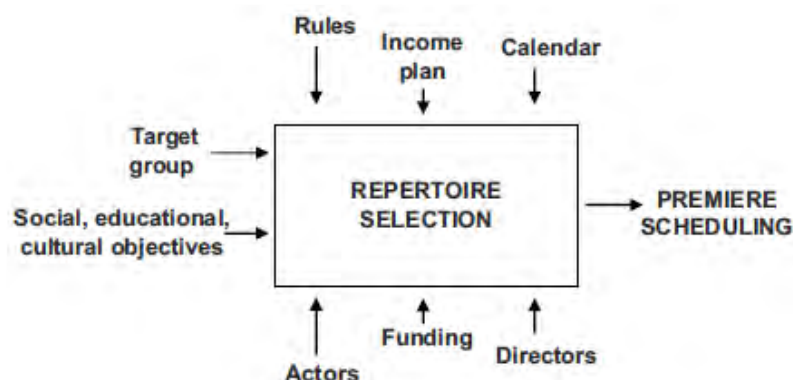 Rules
Income
plan
Calendar
Target
group
Social, educational,
cultural objectives
REPERTOIRE
SELECTION
PREMIERE
SCHEDULING
Actors
Funding
Directors